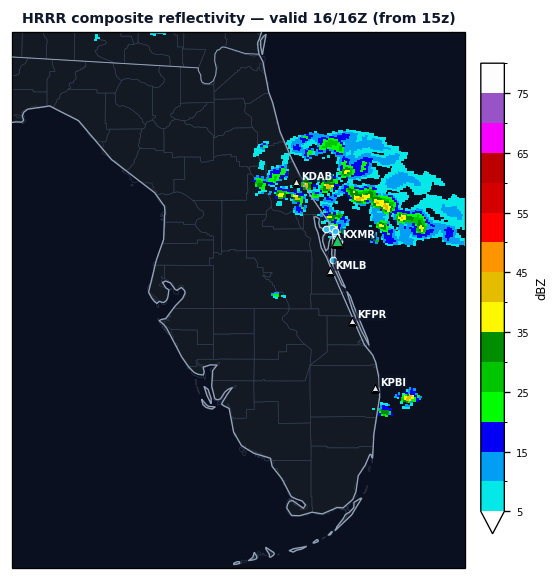 HRRR composite reflectivity — valid 16/16Z (from 15z)
KDAB
KXMR
KMLB
KFPR
KPBI
75
65
55
45
35
25
15
5
dBZ